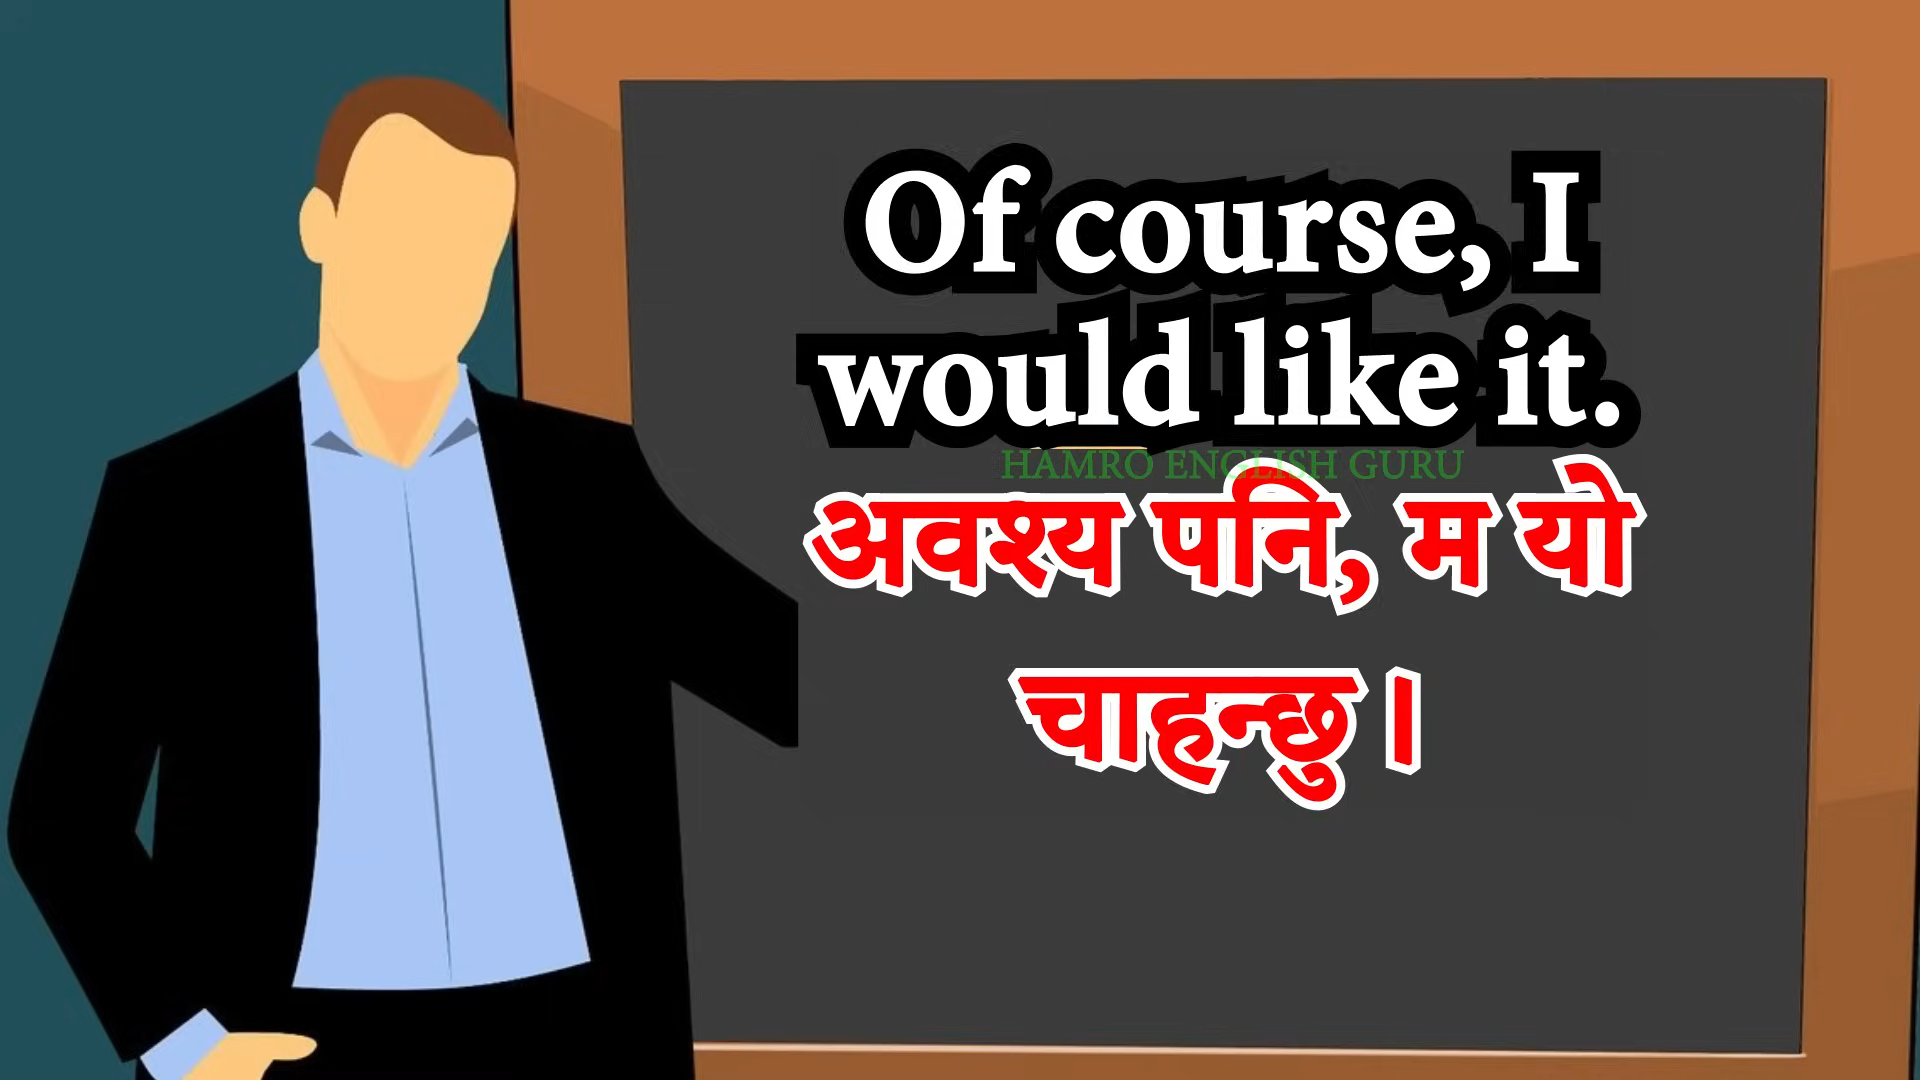 Of course, I
would like it.
HAMRO ENGLISH GURU
अवश्य पनि, म यो
चाहन्छु ।